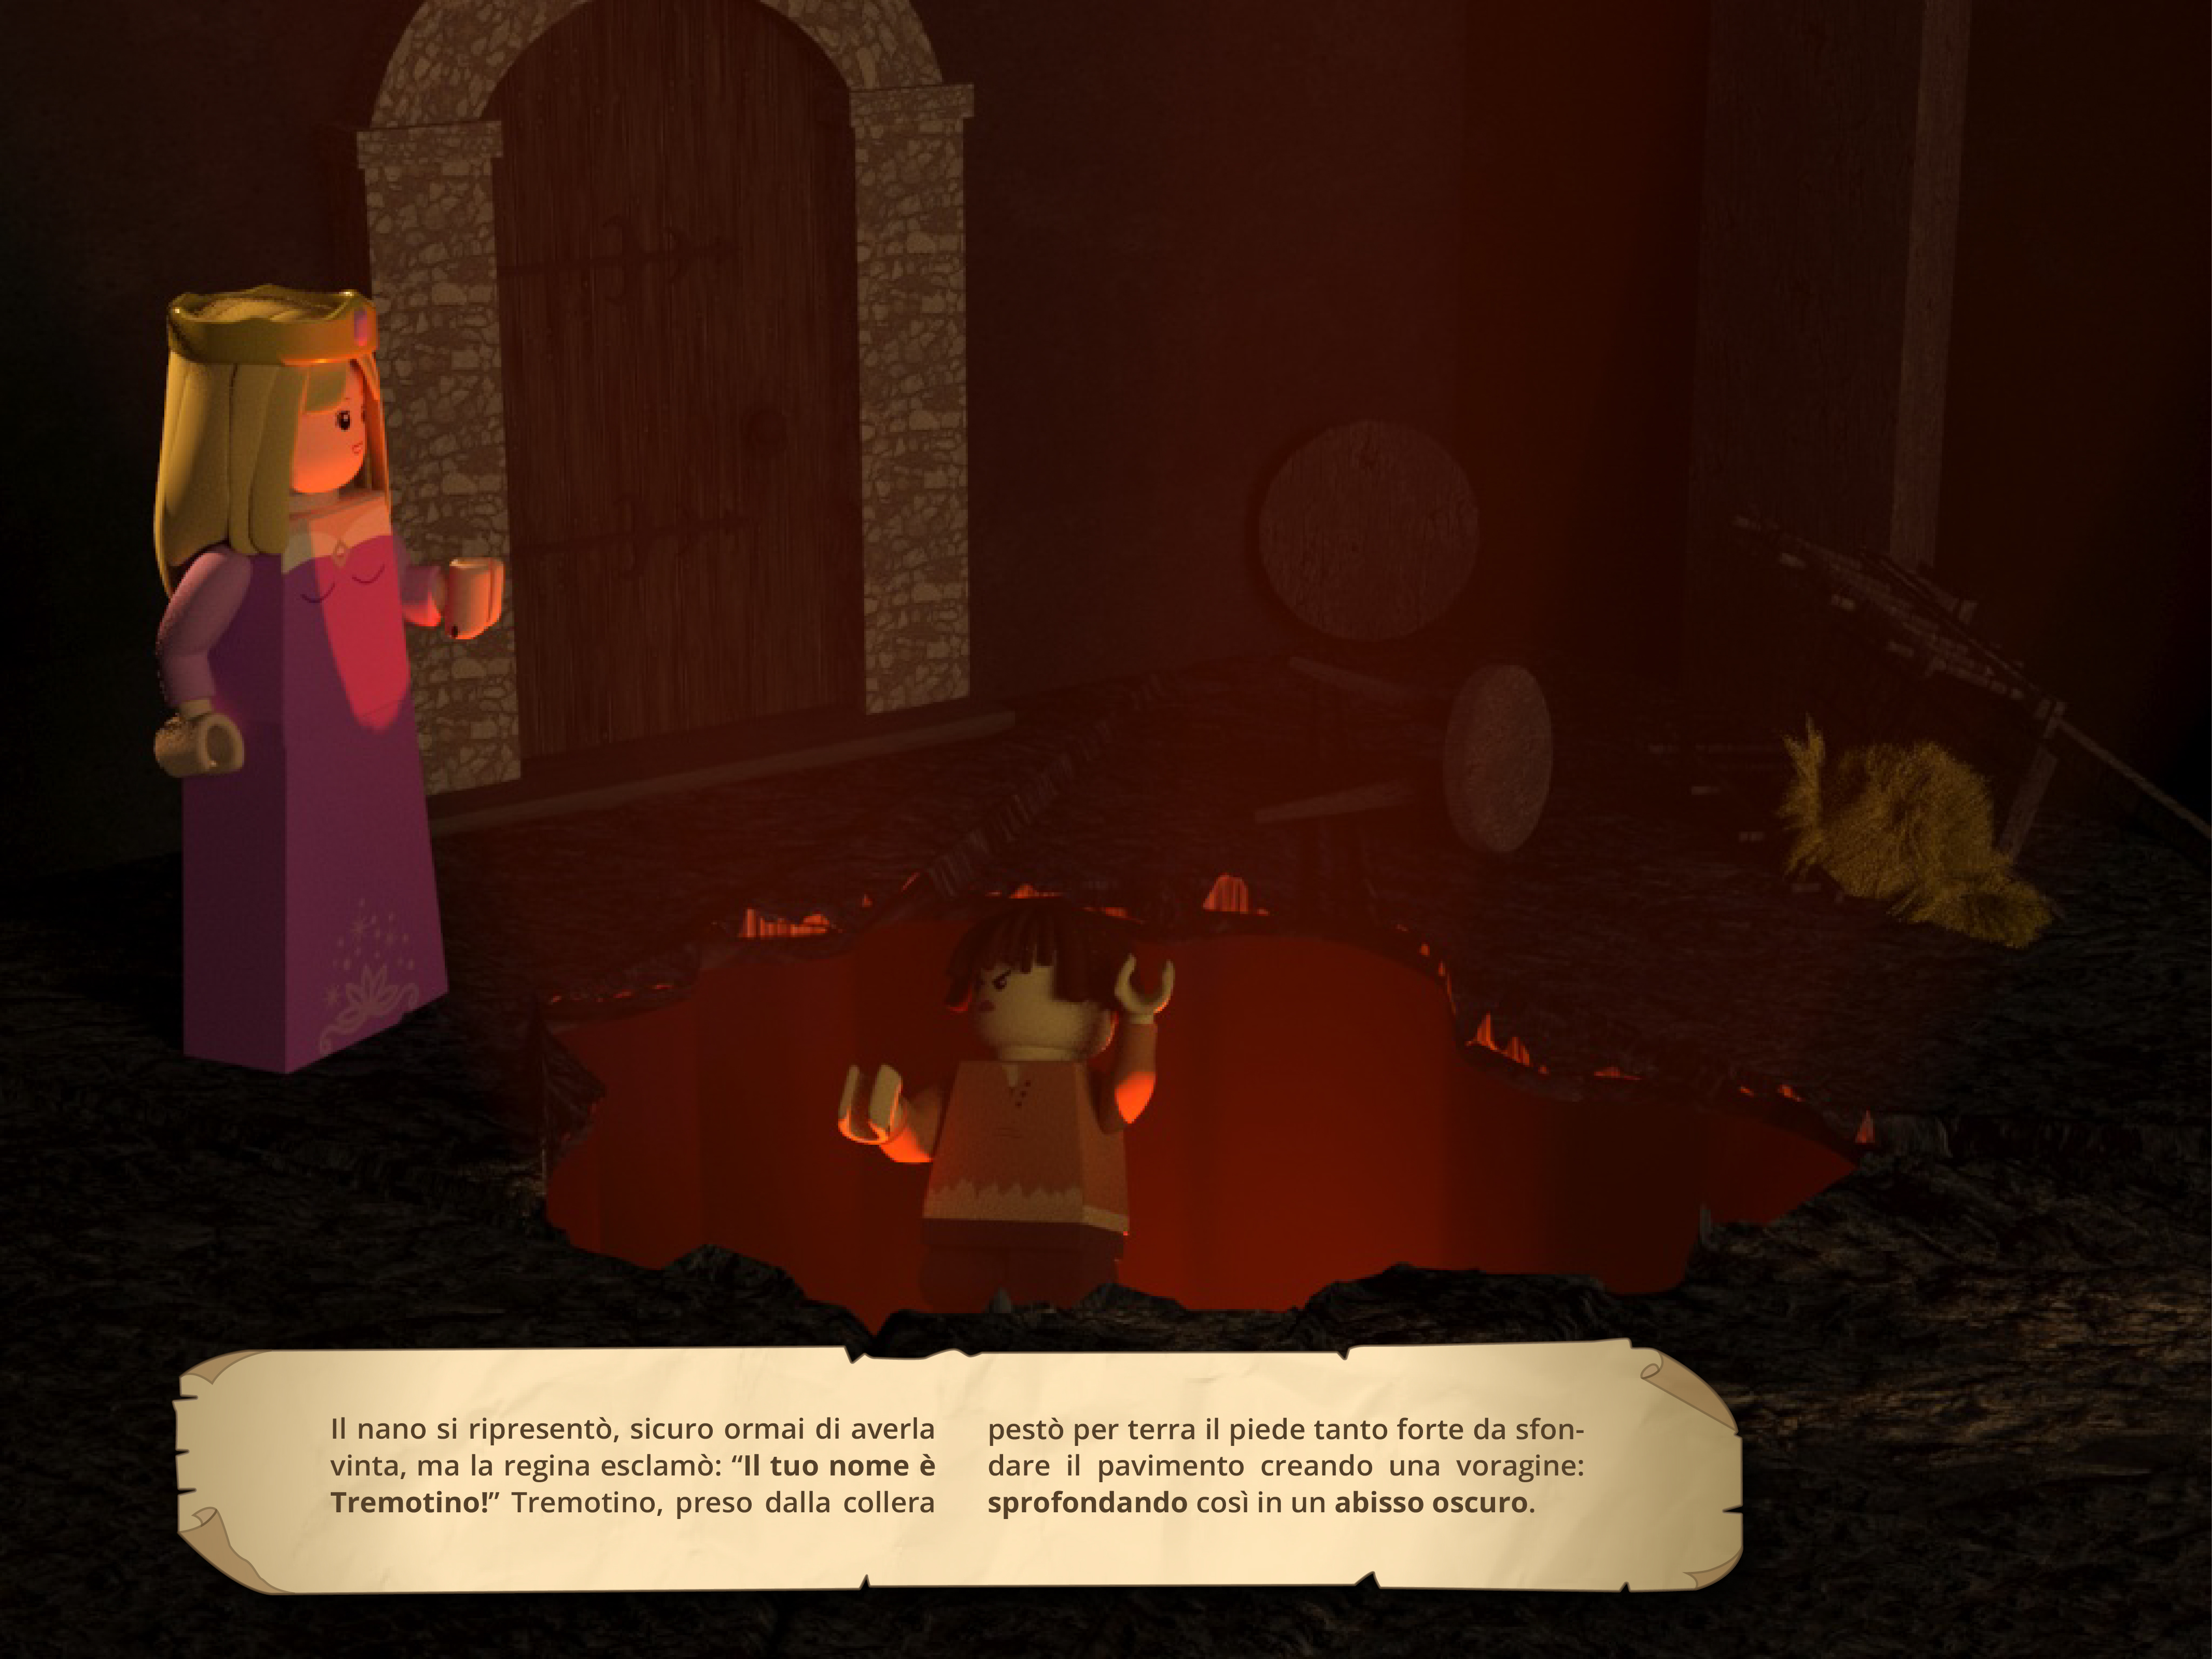 Il nano si ripresentò, sicuro ormai di averla
vinta, ma la regina esclamò: “Il tuo nome è
Tremotino!” Tremotino, preso dalla collera
pestò per terra il piede tanto forte da sfon-
dare il pavimento creando una voragine:
sprofondando così in un abisso oscuro.